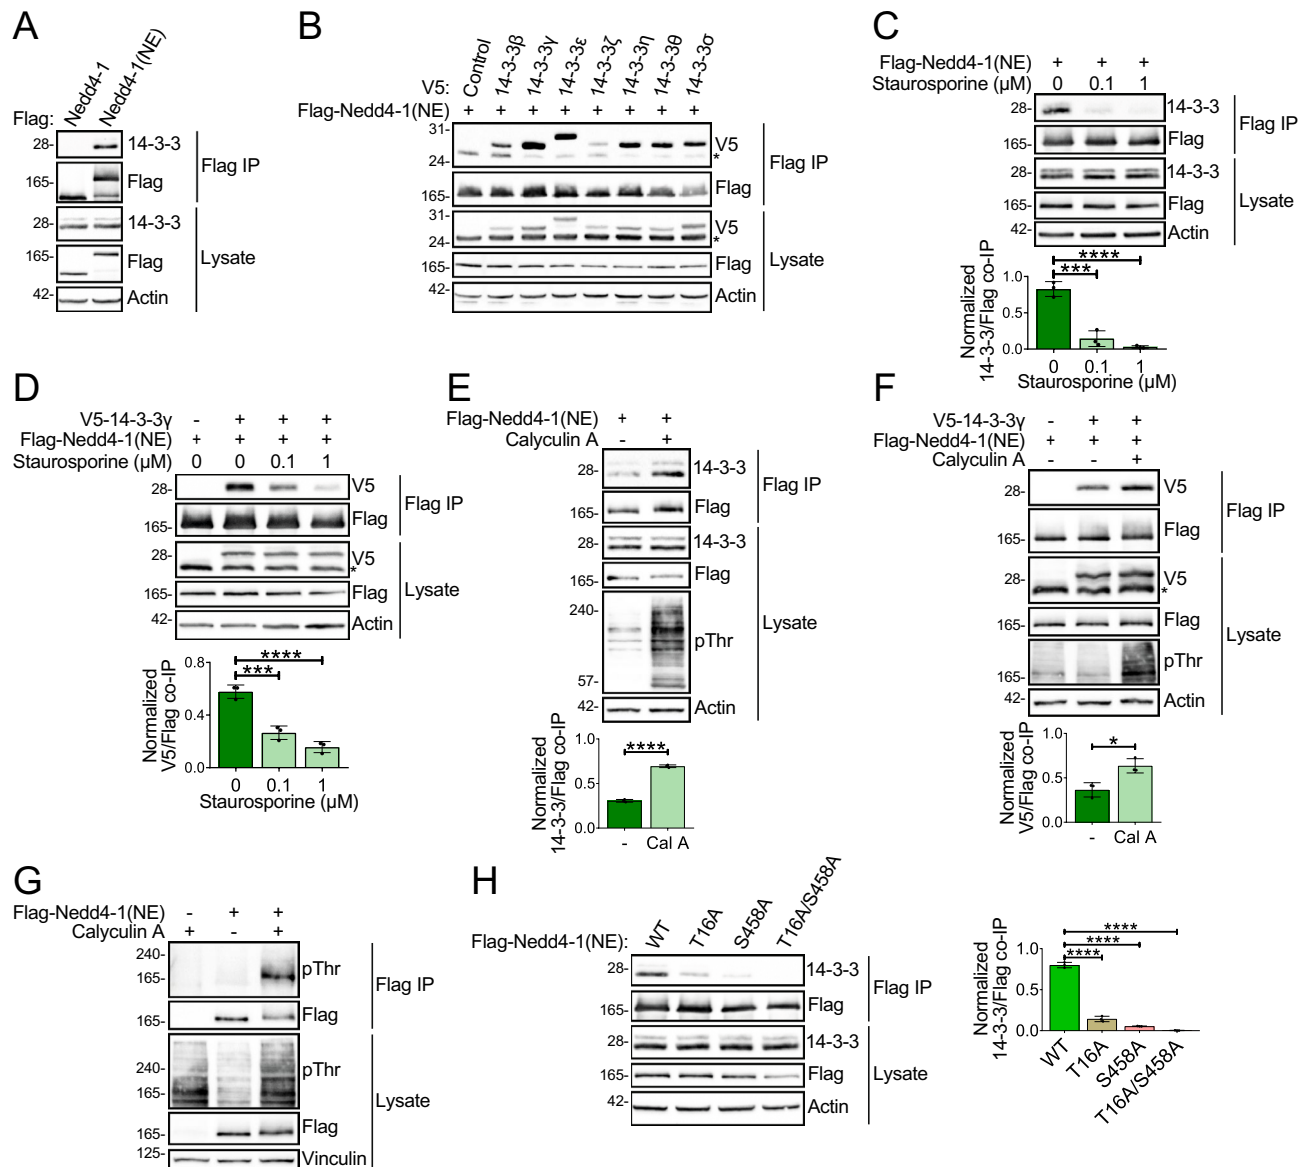 A
Flag:
Nedd4-1
Nedd4-1(NE)
28-
14-3-3
165-
Flag
Flag IP
28-
14-3-3
165-
Flag
42-
Actin
Lysate
B
V5:
Control
14-3-3β
14-3-3γ
14-3-3ε
14-3-3ζ
14-3-3η
14-3-3θ
14-3-3σ
Flag-Nedd4-1(NE) + + + + + + + +
31-
24-
V5
*
165-
Flag
Flag IP
31-
24-
V5
*
165-
Flag
42-
Actin
Lysate
C
Flag-Nedd4-1(NE) + + +
Staurosporine (µM) 0 0.1 1
28-
14-3-3
165-
Flag
Flag IP
28-
14-3-3
165-
Flag
42-
Actin
Lysate
Normalized
14-3-3/Flag co-IP
1.0
0.5
0.0
****
***
0 0.1 1
Staurosporine (µM)
D
V5-14-3-3γ - + + +
Flag-Nedd4-1(NE) + + + +
Staurosporine (µM) 0 0 0.1 1
28-
V5
165-
Flag
Flag IP
28-
V5
*
165-
Flag
42-
Actin
Lysate
Normalized
V5/Flag co-IP
0.8
0.4
0.0
****
***
0 0.1 1
Staurosporine (µM)
E
Flag-Nedd4-1(NE) + +
Calyculin A - +
28-
14-3-3
165-
Flag
Flag IP
28-
14-3-3
165-
Flag
240-
57-
pThr
42-
Actin
Lysate
Normalized
14-3-3/Flag co-IP
1.0
0.5
0.0
****
- Cal A
F
V5-14-3-3γ - + +
Flag-Nedd4-1(NE) + + +
Calyculin A - - +
28-
V5
165-
Flag
Flag IP
28-
V5
*
165-
Flag
165-
pThr
42-
Actin
Lysate
Normalized
V5/Flag co-IP
1.0
0.5
0.0
*
- Cal A
G
Flag-Nedd4-1(NE) - + +
Calyculin A + - +
240-
165-
pThr
165-
Flag
Flag IP
240-
165-
pThr
165-
Flag
125-
Vinculin
Lysate
H
Flag-Nedd4-1(NE):
WT
T16A
S458A
T16A/S458A
28-
14-3-3
165-
Flag
Flag IP
28-
14-3-3
165-
Flag
42-
Actin
Lysate
Normalized
14-3-3/Flag co-IP
1.0
0.5
0.0
****
****
****
WT
T16A
S458A
T16A/S458A